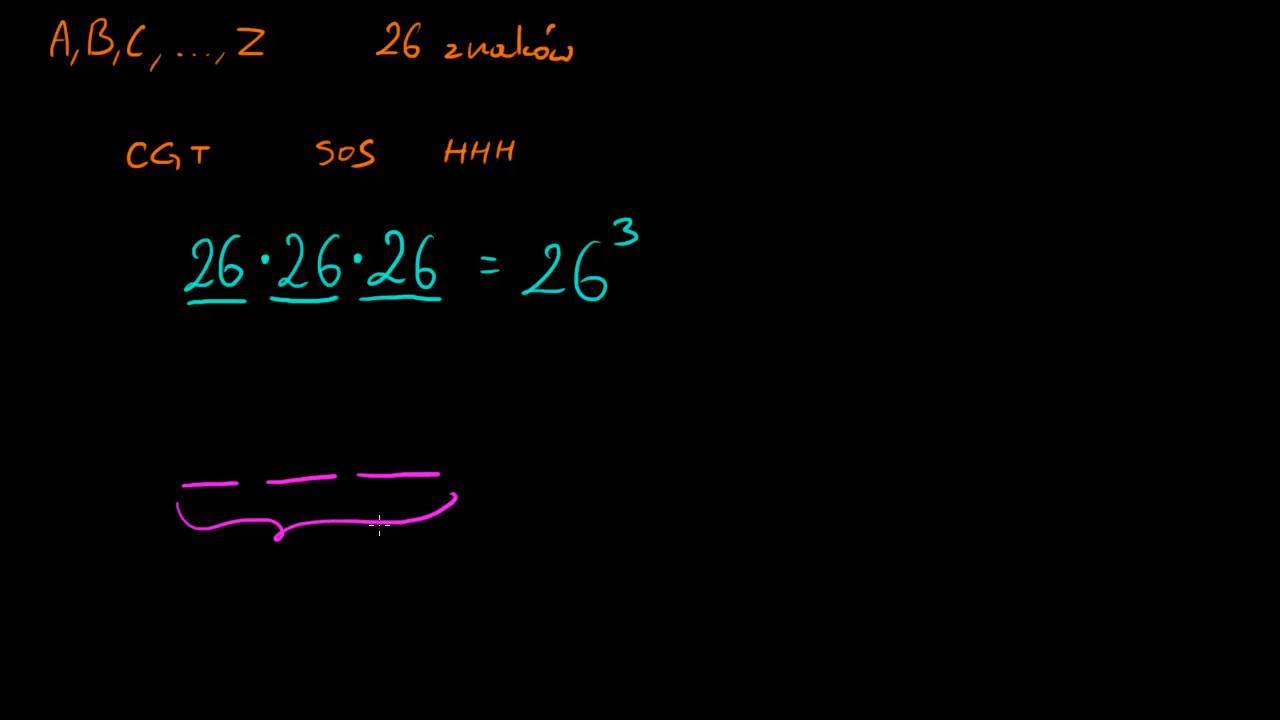 A, B, C, ..., Z 26 znaków
CGT SOS HHH
26 · 26 · 26 = 26³